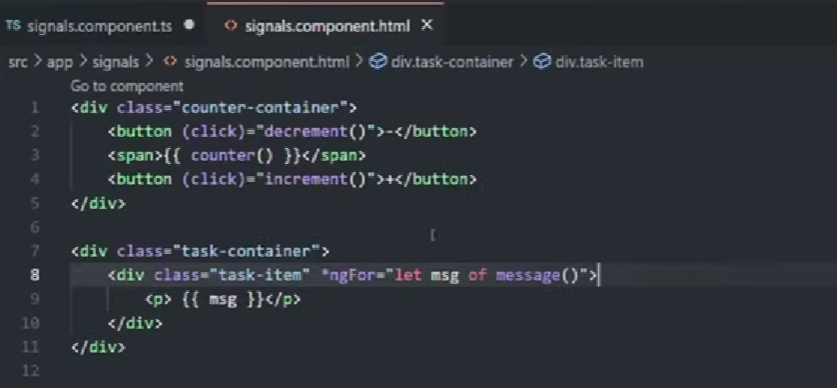 TS signals.component.ts ● <> signals.component.html ×
src > app > signals > <> signals.component.html > div.task-container > div.task-item
Go to component
1 <div class="counter-container">
2     <button (click)="decrement()">-</button>
3     <span>{{ counter() }}</span>
4     <button (click)="increment()">+</button>
5 </div>
6
7 <div class="task-container">
8     <div class="task-item" *ngFor="let msg of message()">
9         <p> {{ msg }}</p>
10     </div>
11 </div>
12